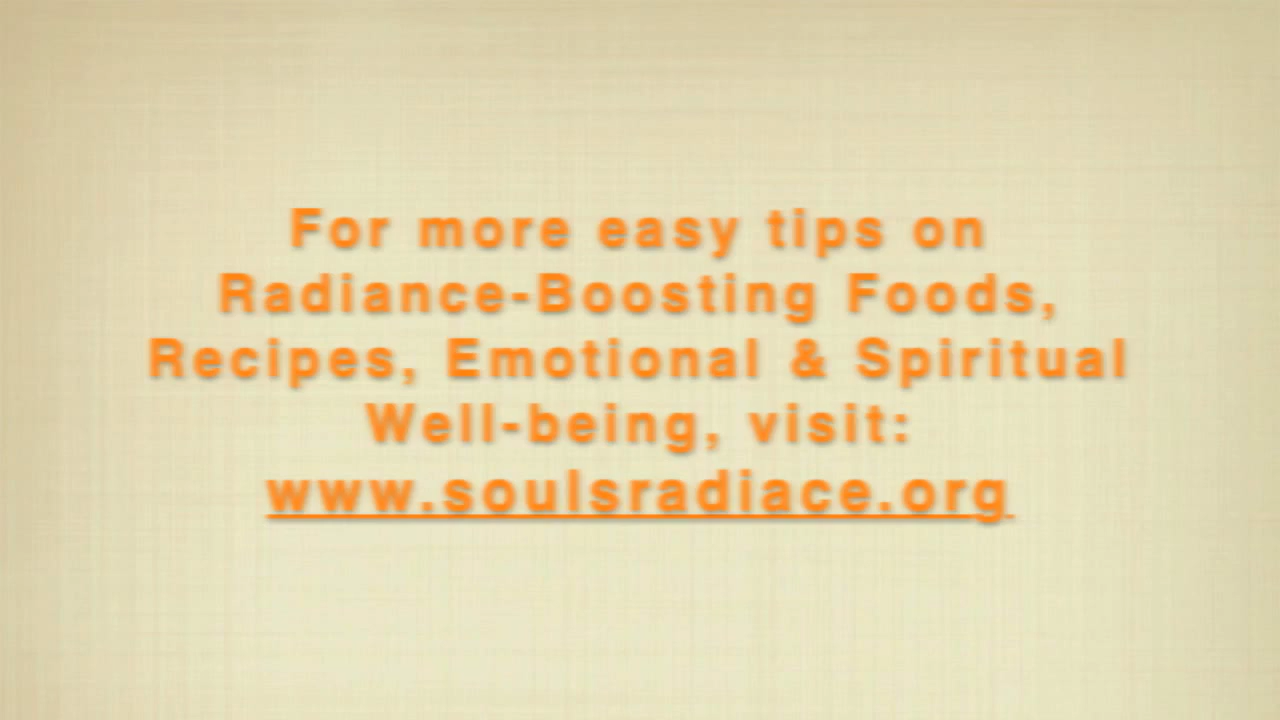 For more easy tips on
Radiance-Boosting Foods,
Recipes, Emotional & Spiritual
Well-being, visit:
www.soulsradiace.org